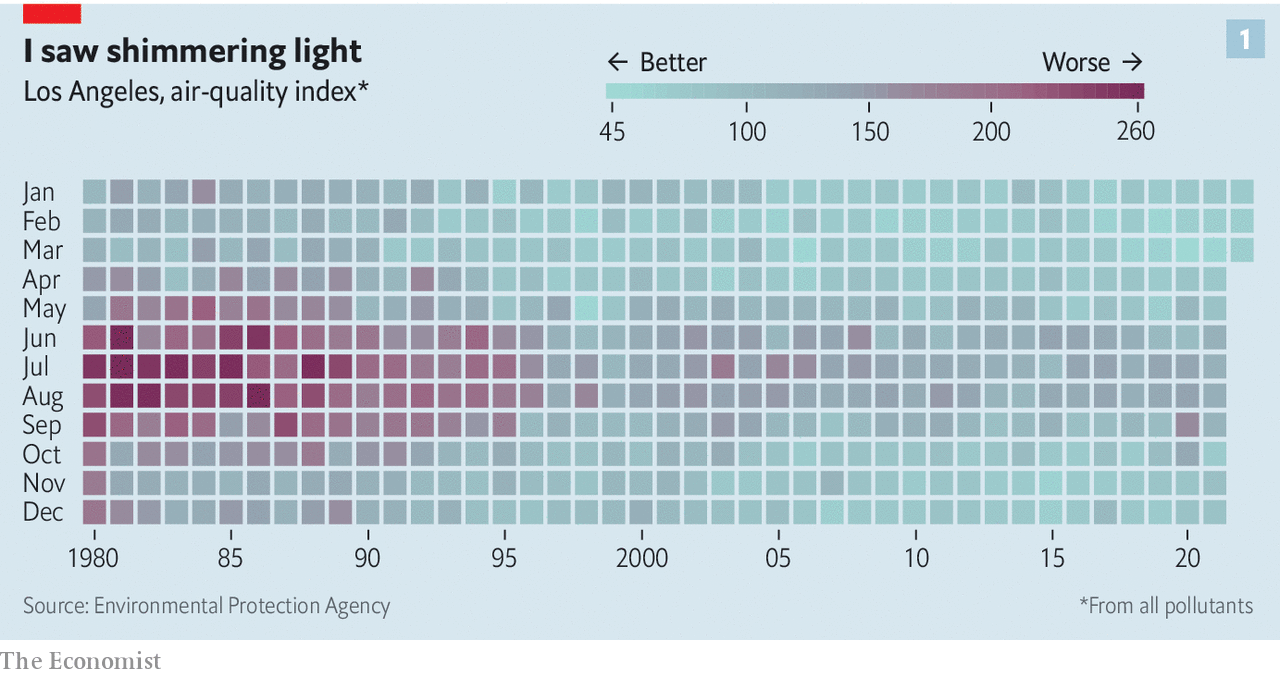 I saw shimmering light
1
Los Angeles, air-quality index*
← Better Worse →
45 100 150 200 260
Jan
Feb
Mar
Apr
May
Jun
Jul
Aug
Sep
Oct
Nov
Dec
1980 85 90 95 2000 05 10 15 20
Source: Environmental Protection Agency *From all pollutants
The Economist